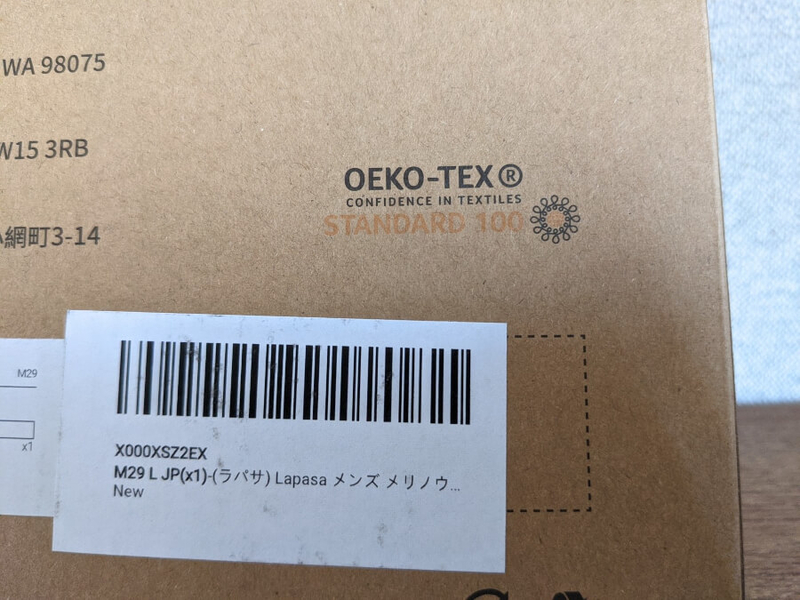 WA 98075
W15 3RB
小網町3-14
OEKO-TEX®
CONFIDENCE IN TEXTILES
STANDARD 100
M29
x1
X000XSZ2EX
M29 L JP(x1)-(ラパサ) Lapasa メンズ メリノウ...
New